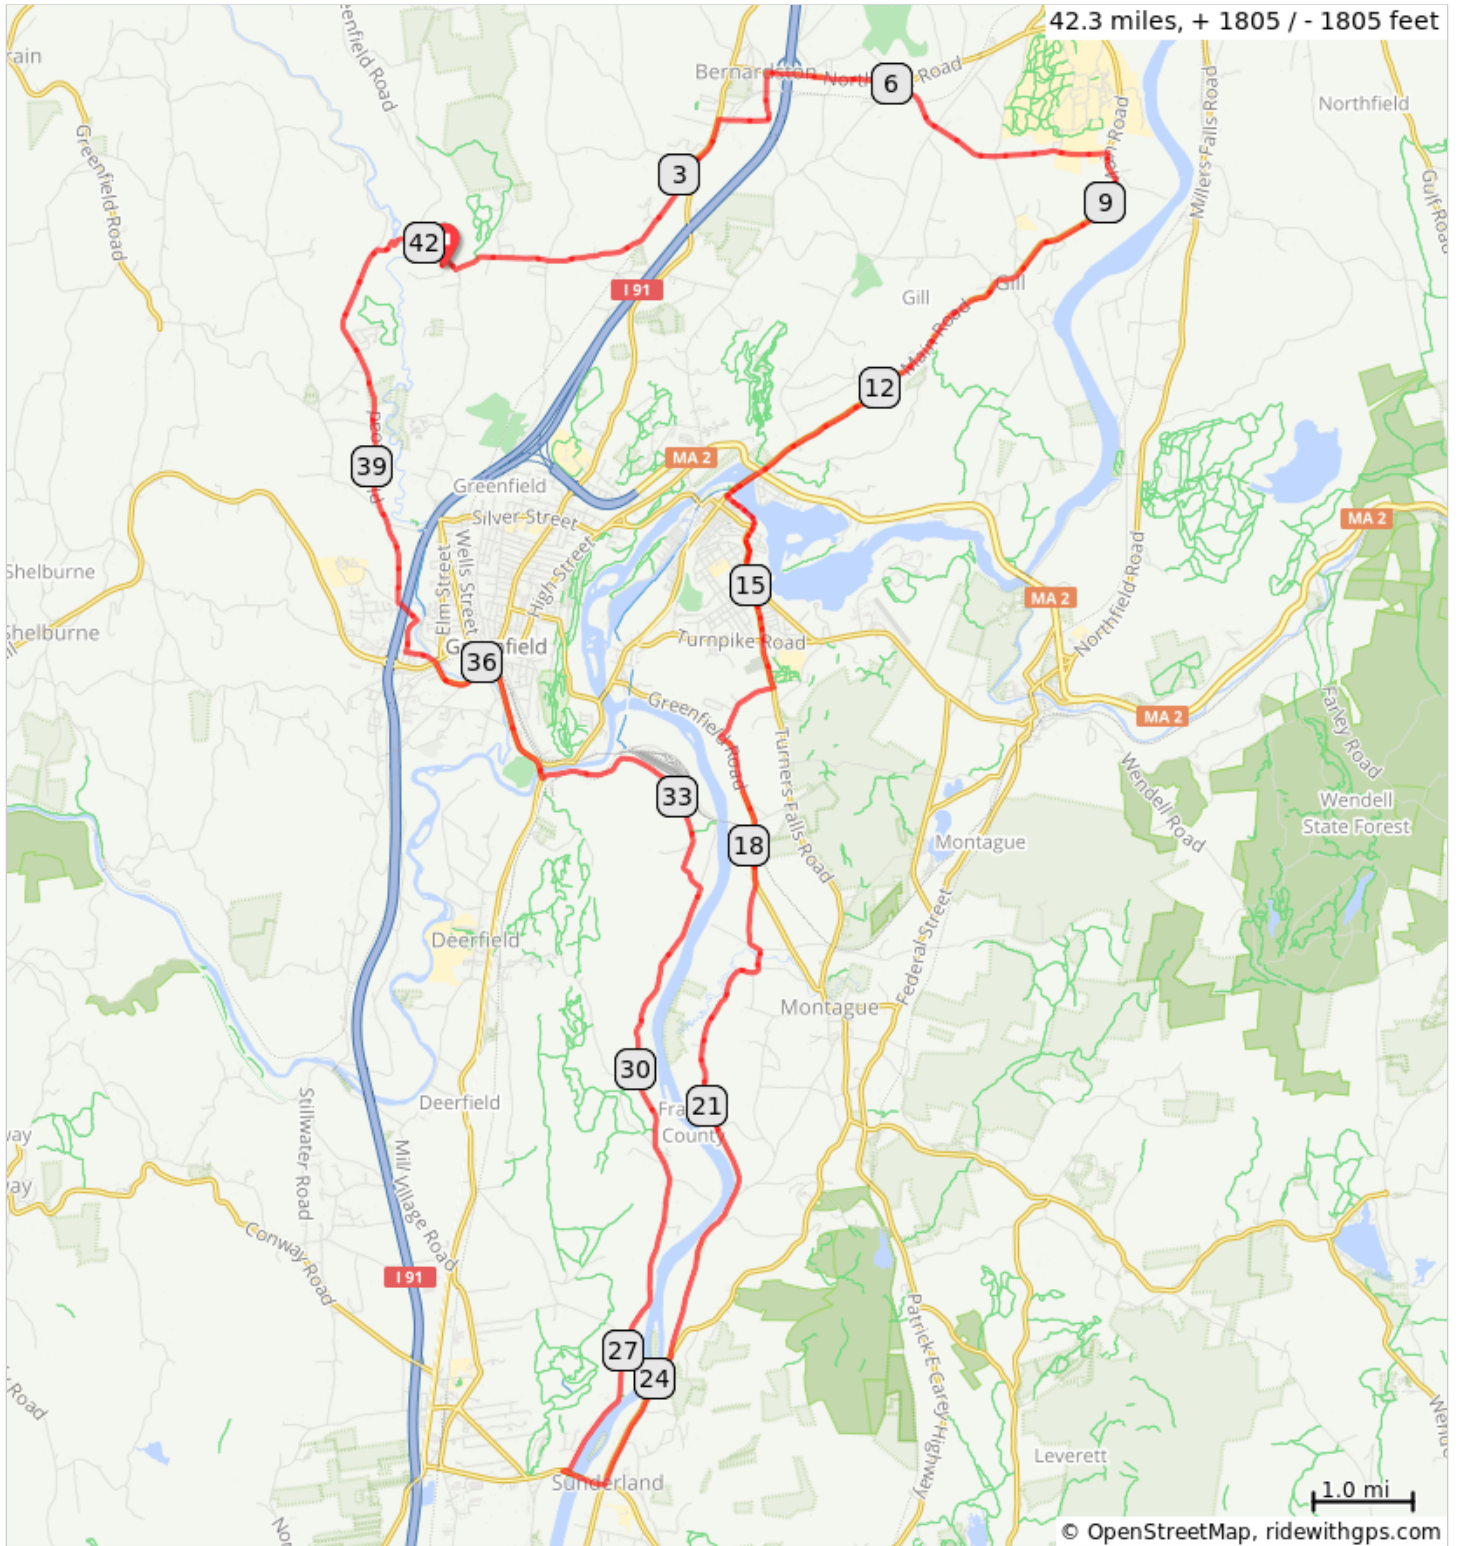 42.3 miles, + 1805 / - 1805 feet
Bernardston
North
Road
6
Northfield
Millers Falls Road
Greenfield Road
3
9
42
I 91
Gill
Gill
Main Road
12
39
MA 2
Greenfield
Silver Street
Wells Street
Elm Street
High Street
MA 2
Shelburne
Shelburne
15
MA 2
Northfield Road
Turnpike Road
36
Greenfield Road
MA 2
Farley Road
Turners Falls Road
Wendell Road
33
Wendell
State Forest
18
Montague
Deerfield
Federal Street
Montague
30
Deerfield
21
County
Stillwater Road
Mill Village Road
Conway Road
I 91
Patrick E Carey Highway
27
24
Leverett
Sunderland
1.0 mi
© OpenStreetMap, ridewithgps.com